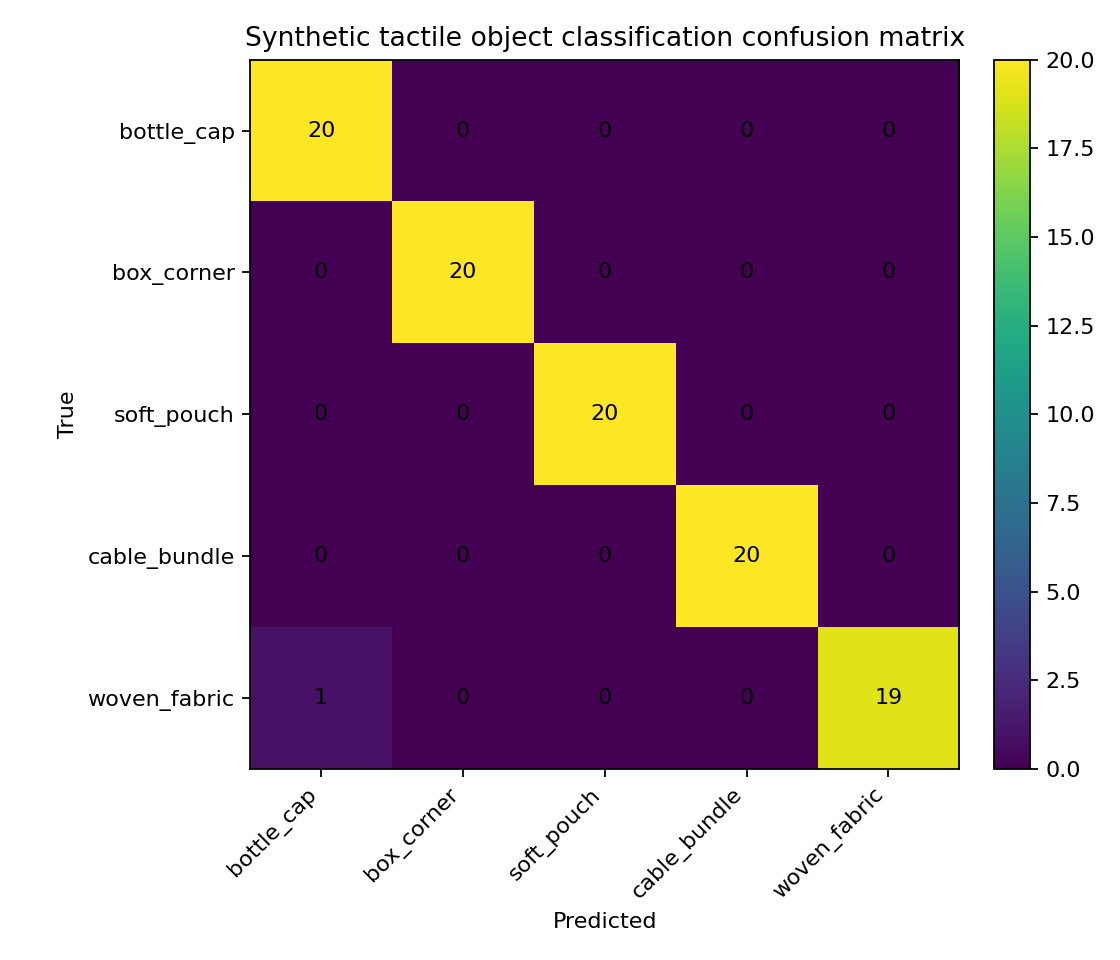 Synthetic tactile object classification confusion matrix
True
bottle_cap 20 0 0 0 0
box_corner 0 20 0 0 0
soft_pouch 0 0 20 0 0
cable_bundle 0 0 0 20 0
woven_fabric 1 0 0 0 19
bottle_cap box_corner soft_pouch cable_bundle woven_fabric
Predicted
20.0
17.5
15.0
12.5
10.0
7.5
5.0
2.5
0.0